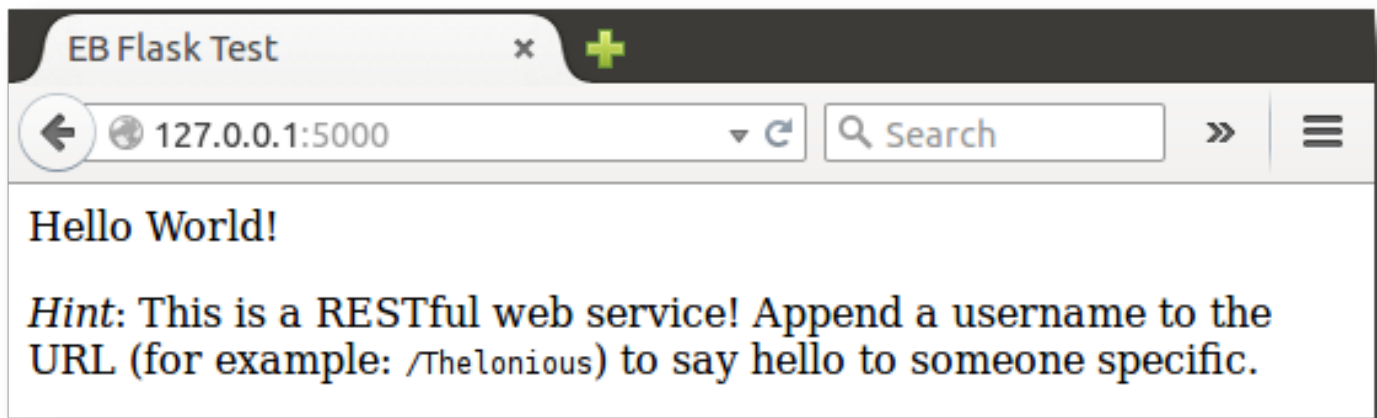 EB Flask Test
127.0.0.1:5000
Search
Hello World!
Hint: This is a RESTful web service! Append a username to the
URL (for example: /Thelonious) to say hello to someone specific.